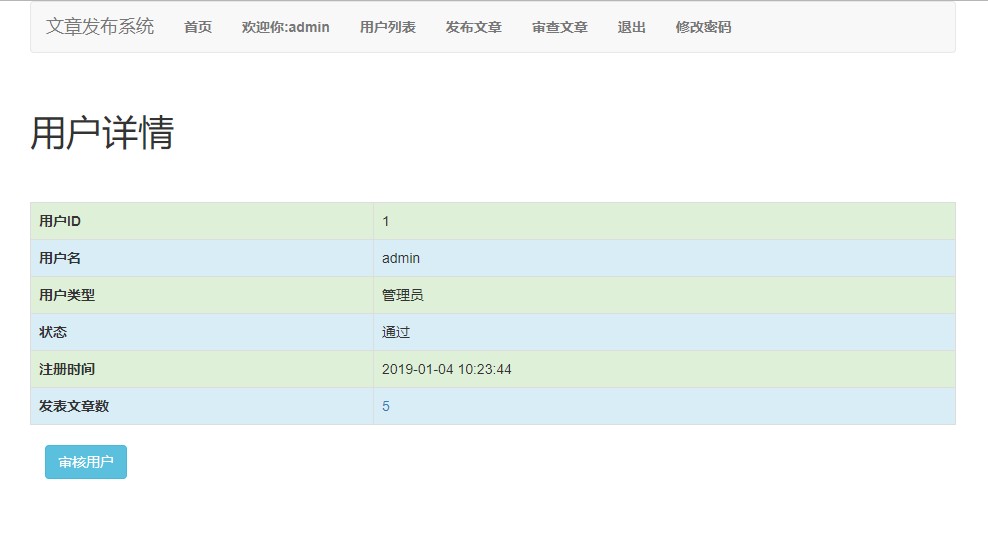 文章发布系统 首页 欢迎你:admin 用户列表 发布文章 审查文章 退出 修改密码
用户详情
用户ID 1
用户名 admin
用户类型 管理员
状态 通过
注册时间 2019-01-04 10:23:44
发表文章数 5
审核用户